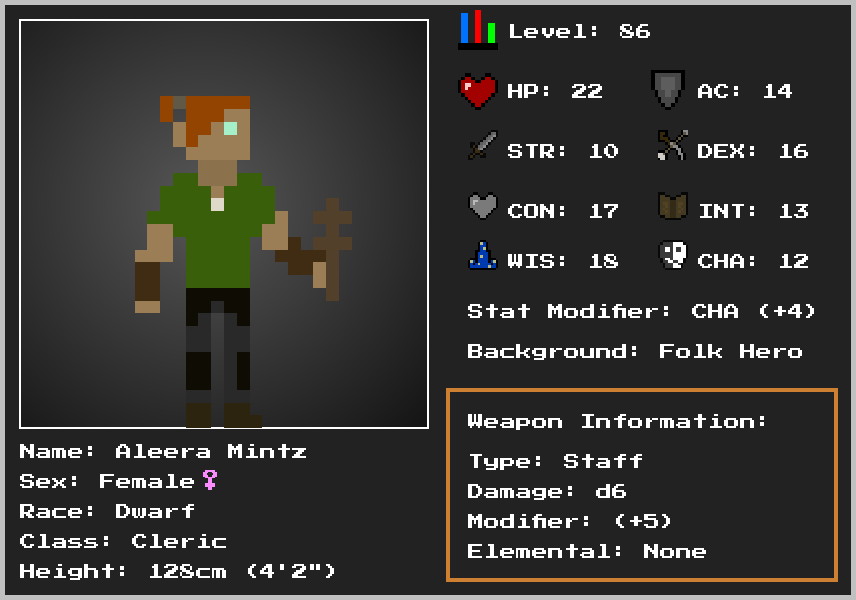 Level: 86
HP: 22
AC: 14
STR: 10
DEX: 16
CON: 17
INT: 13
WIS: 18
CHA: 12
Stat Modifier: CHA (+4)
Background: Folk Hero
Weapon Information:
Type: Staff
Damage: d6
Modifier: (+5)
Elemental: None
Name: Aleera Mintz
Sex: Female♀
Race: Dwarf
Class: Cleric
Height: 128cm (4'2")